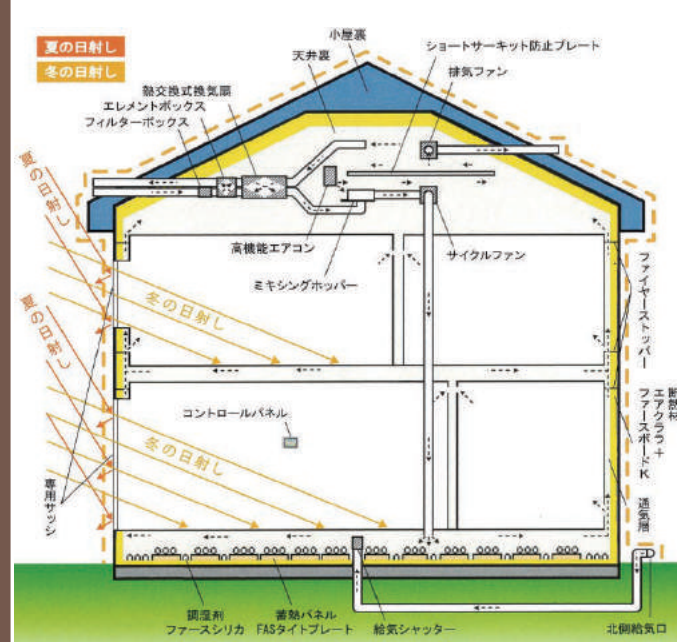 夏の日射し
冬の日射し
小屋裏
天井裏
ショートサーキット防止プレート
排気ファン
熱交換式換気扇
エレメントボックス
フィルターボックス
夏の日射し
高機能エアコン
サイクルファン
ミキシングホッパー
冬の日射し
ファイヤーストッパー
夏の日射し
コントロールパネル
冬の日射し
断熱材
エアクララ+
ファースボードK
専用サッシ
通気層
調湿剤
ファースシリカ
蓄熱パネル
FASタイトプレート
給気シャッター
北側給気口